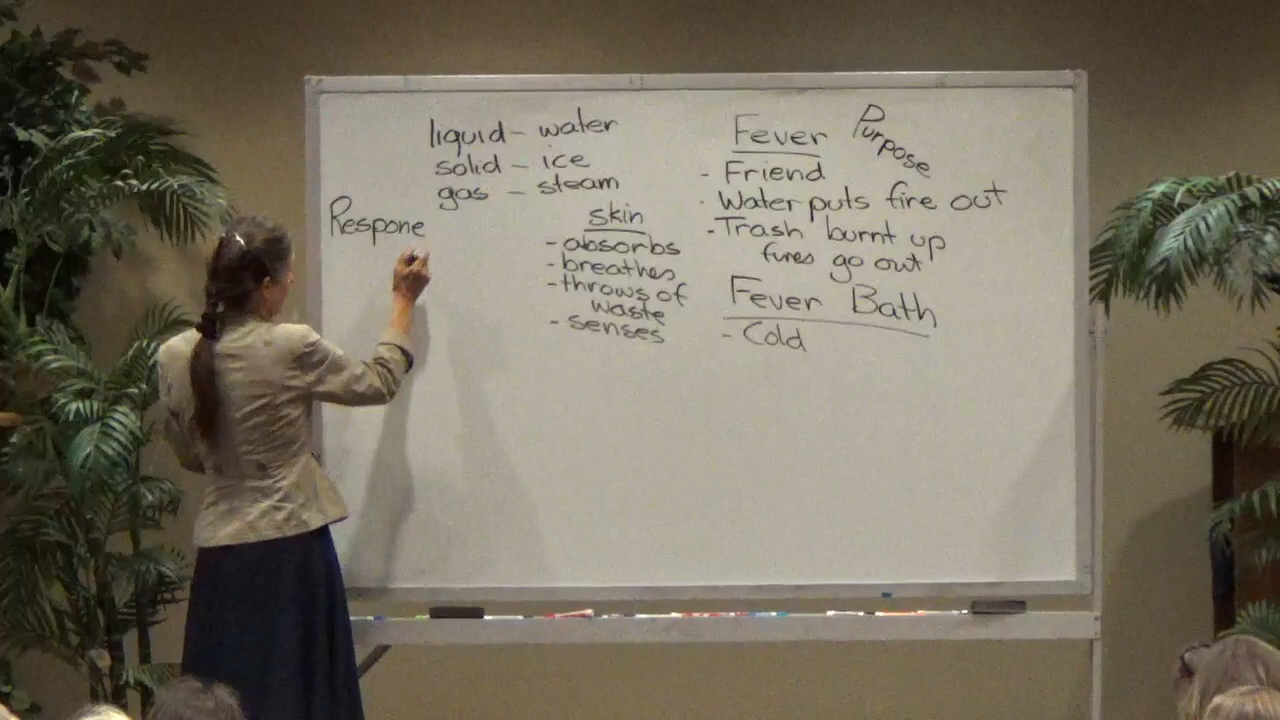 liquid - water
solid - ice
gas - steam
Respone
skin
- absorbs
- breathes
- throws of
waste
- senses
Fever
Purpose
- Friend
- Water puts fire out
- Trash burnt up
fures go out
Fever Bath
- Cold